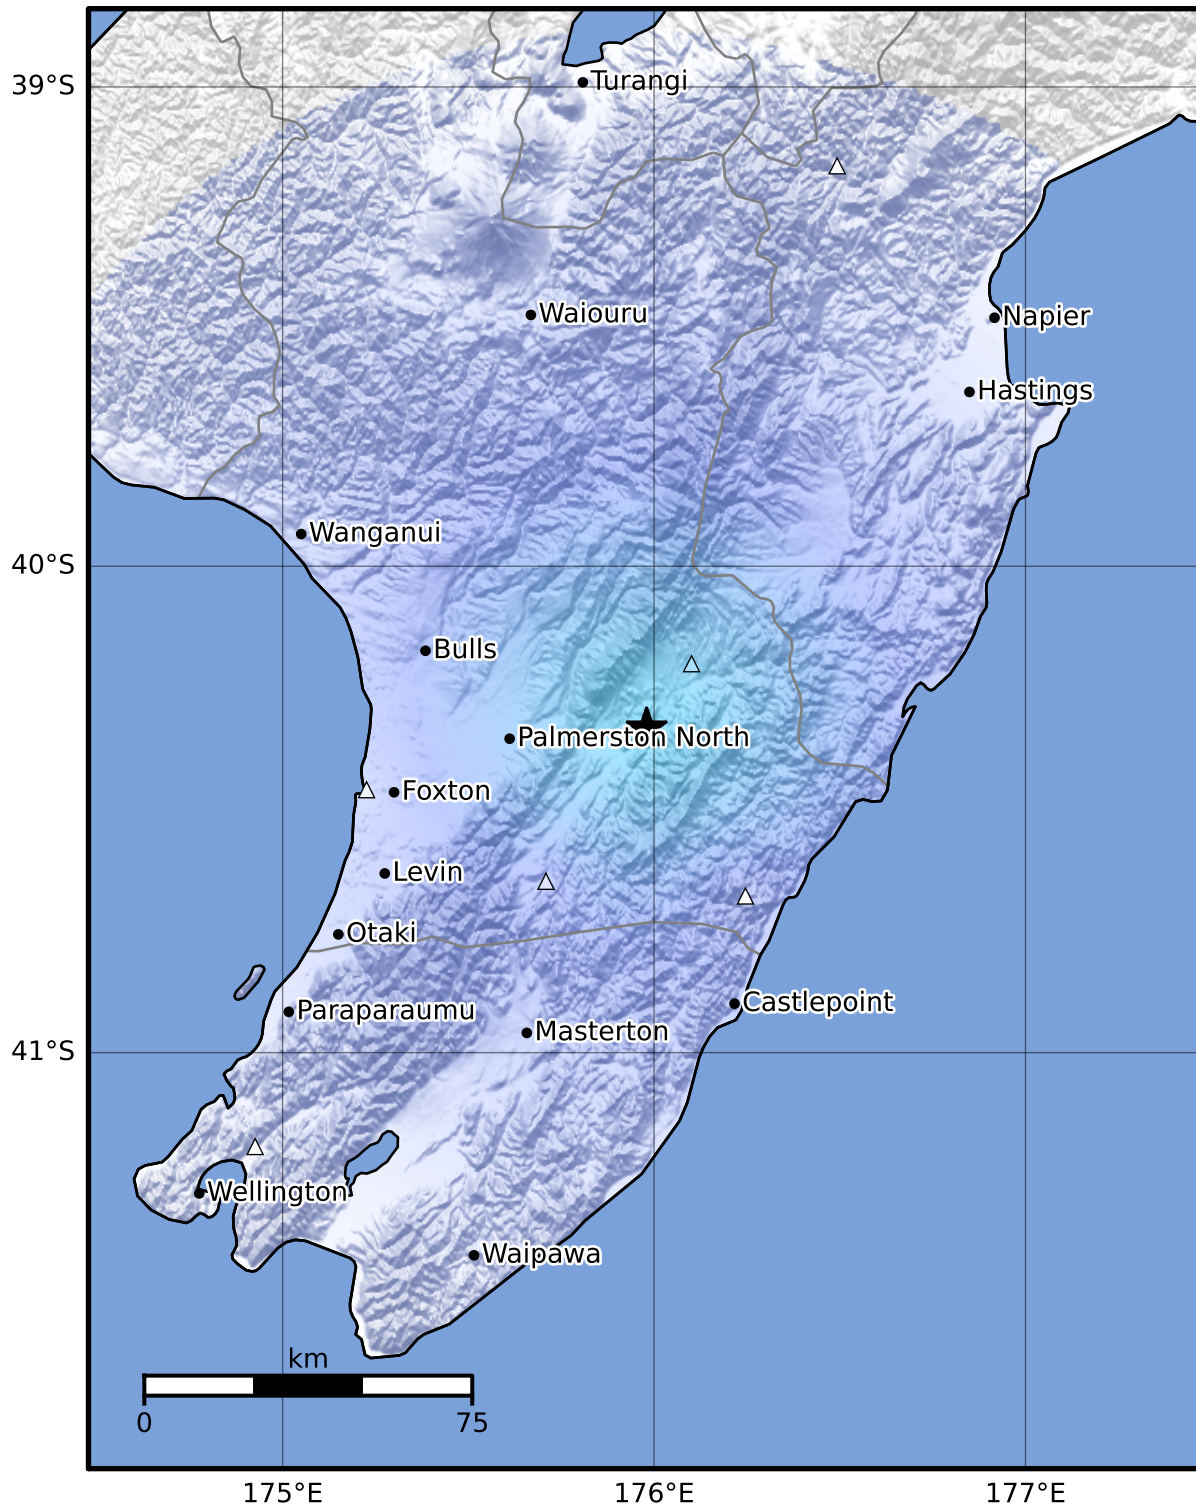 39°S
Turangi
Waiouru
Napier
Hastings
Wanganui
40°S
Bulls
Palmerston North
Foxton
Levin
Otaki
Paraparaumu
Castlepoint
Masterton
41°S
Wellington
Waipawa
km
0 75
175°E 176°E 177°E